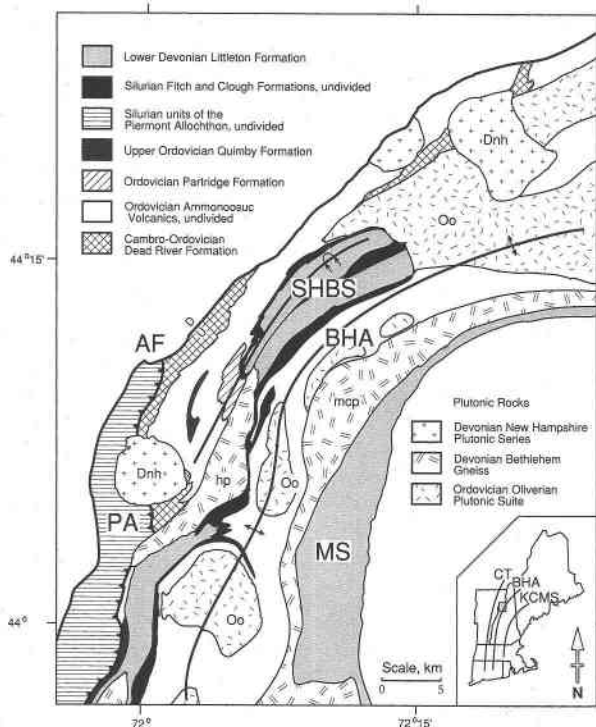 Lower Devonian Littleton Formation
Silurian Fitch and Clough Formations, undivided
Silurian units of the
Piermont Allochthon, undivided
Upper Ordovician Quimby Formation
Ordovician Partridge Formation
Ordovician Ammonoosuc
Volcanics, undivided
Cambro-Ordovician
Dead River Formation
Dnh
Oo
44°15'
SHBS
D
U
AF
BHA
mcp
Plutonic Rocks
Devonian New Hampshire
Plutonic Series
Devonian Bethlehem
Gneiss
Ordovician Oliverian
Plutonic Suite
Dnh
hp
Oo
PA
MS
CT
BHA
KCMS
Oo
44°
Scale, km
0 5
N
72°
72°15'